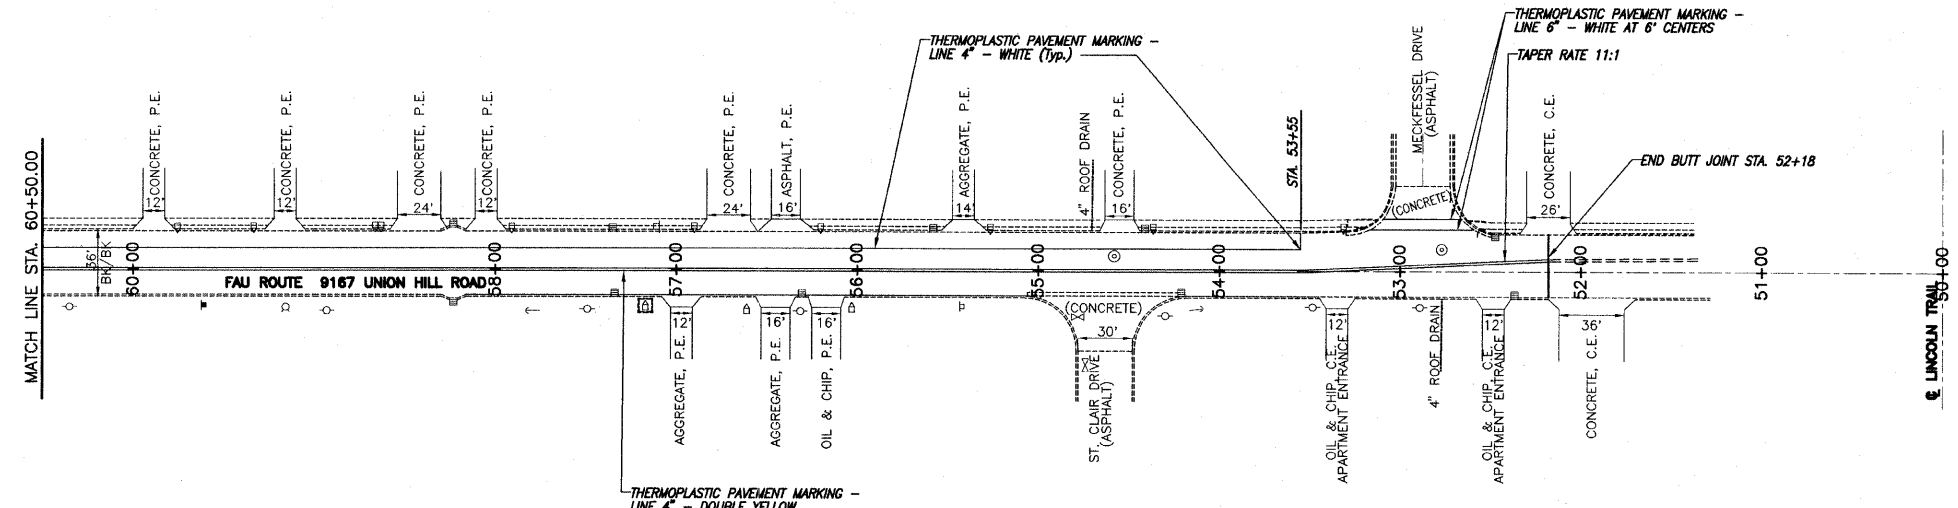 THERMOPLASTIC PAVEMENT MARKING –
LINE 6" – WHITE AT 6' CENTERS
THERMOPLASTIC PAVEMENT MARKING –
LINE 4" – WHITE (Typ.)
TAPER RATE 11:1
MECKFESSEL DRIVE
(ASPHALT)
CONCRETE, P.E.
12'
CONCRETE, P.E.
12'
CONCRETE, P.E.
24'
CONCRETE, P.E.
12'
CONCRETE, P.E.
24'
ASPHALT, P.E.
16'
AGGREGATE, P.E.
14'
4" ROOF DRAIN
CONCRETE, P.E.
16'
STA. 53+55
(CONCRETE)
CONCRETE, C.E.
26'
END BUTT JOINT STA. 52+18
MATCH LINE STA. 60+50.00
36'
BK/BK
60+00
FAU ROUTE 9167 UNION HILL ROAD
58+00
57+00
56+00
55+00
54+00
53+00
52+00
51+00
50+00
℄ LINCOLN TRAIL
12'
AGGREGATE, P.E.
16'
AGGREGATE, P.E.
16'
OIL & CHIP, P.E.
(CONCRETE)
30'
ST. CLAIR DRIVE
(ASPHALT)
12'
OIL & CHIP, C.E.
APARTMENT ENTRANCE
4" ROOF DRAIN
12'
OIL & CHIP, C.E.
APARTMENT ENTRANCE
36'
CONCRETE, C.E.
THERMOPLASTIC PAVEMENT MARKING –
LINE 4" – DOUBLE YELLOW